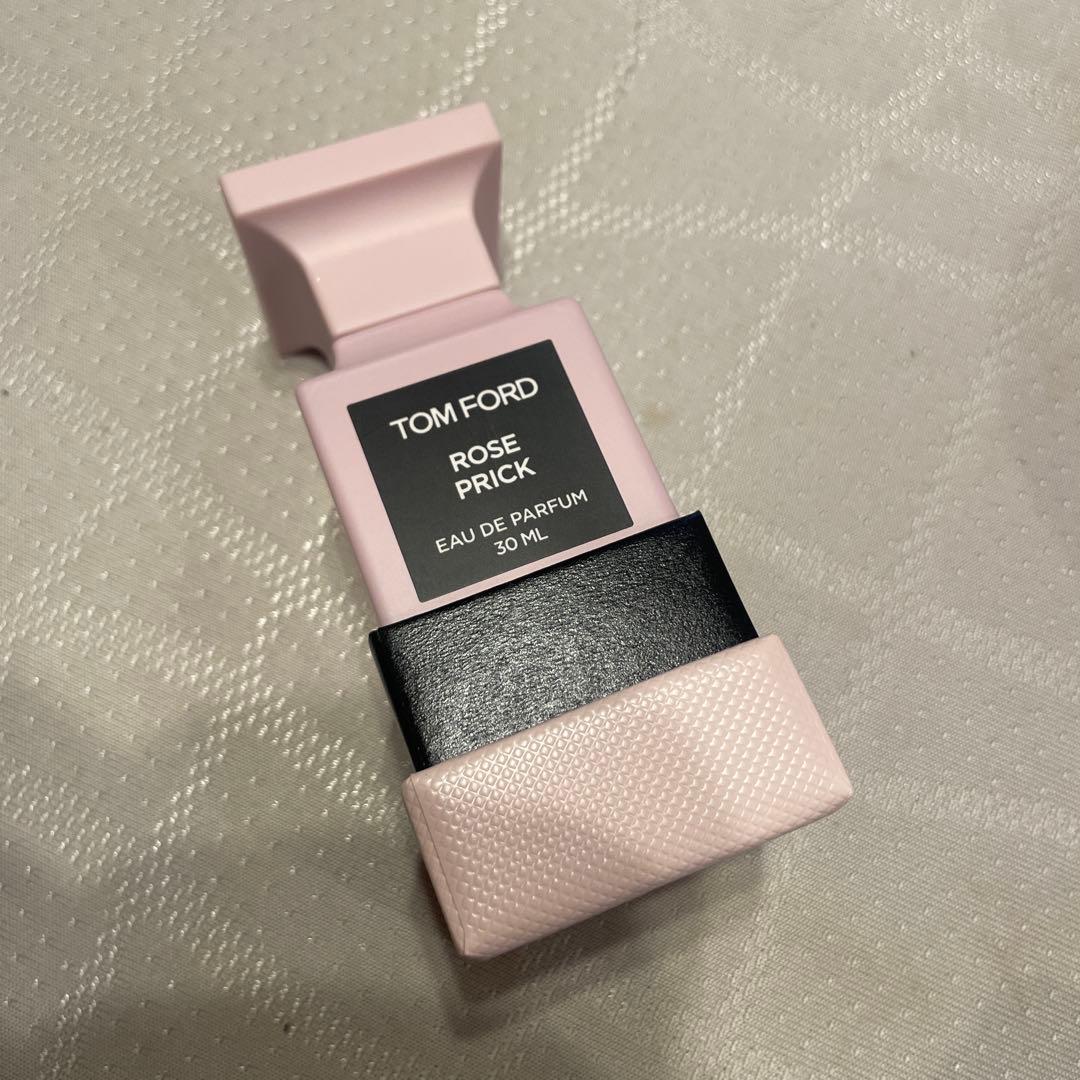 TOM FORD
ROSE
PRICK
EAU DE PARFUM
30 ML